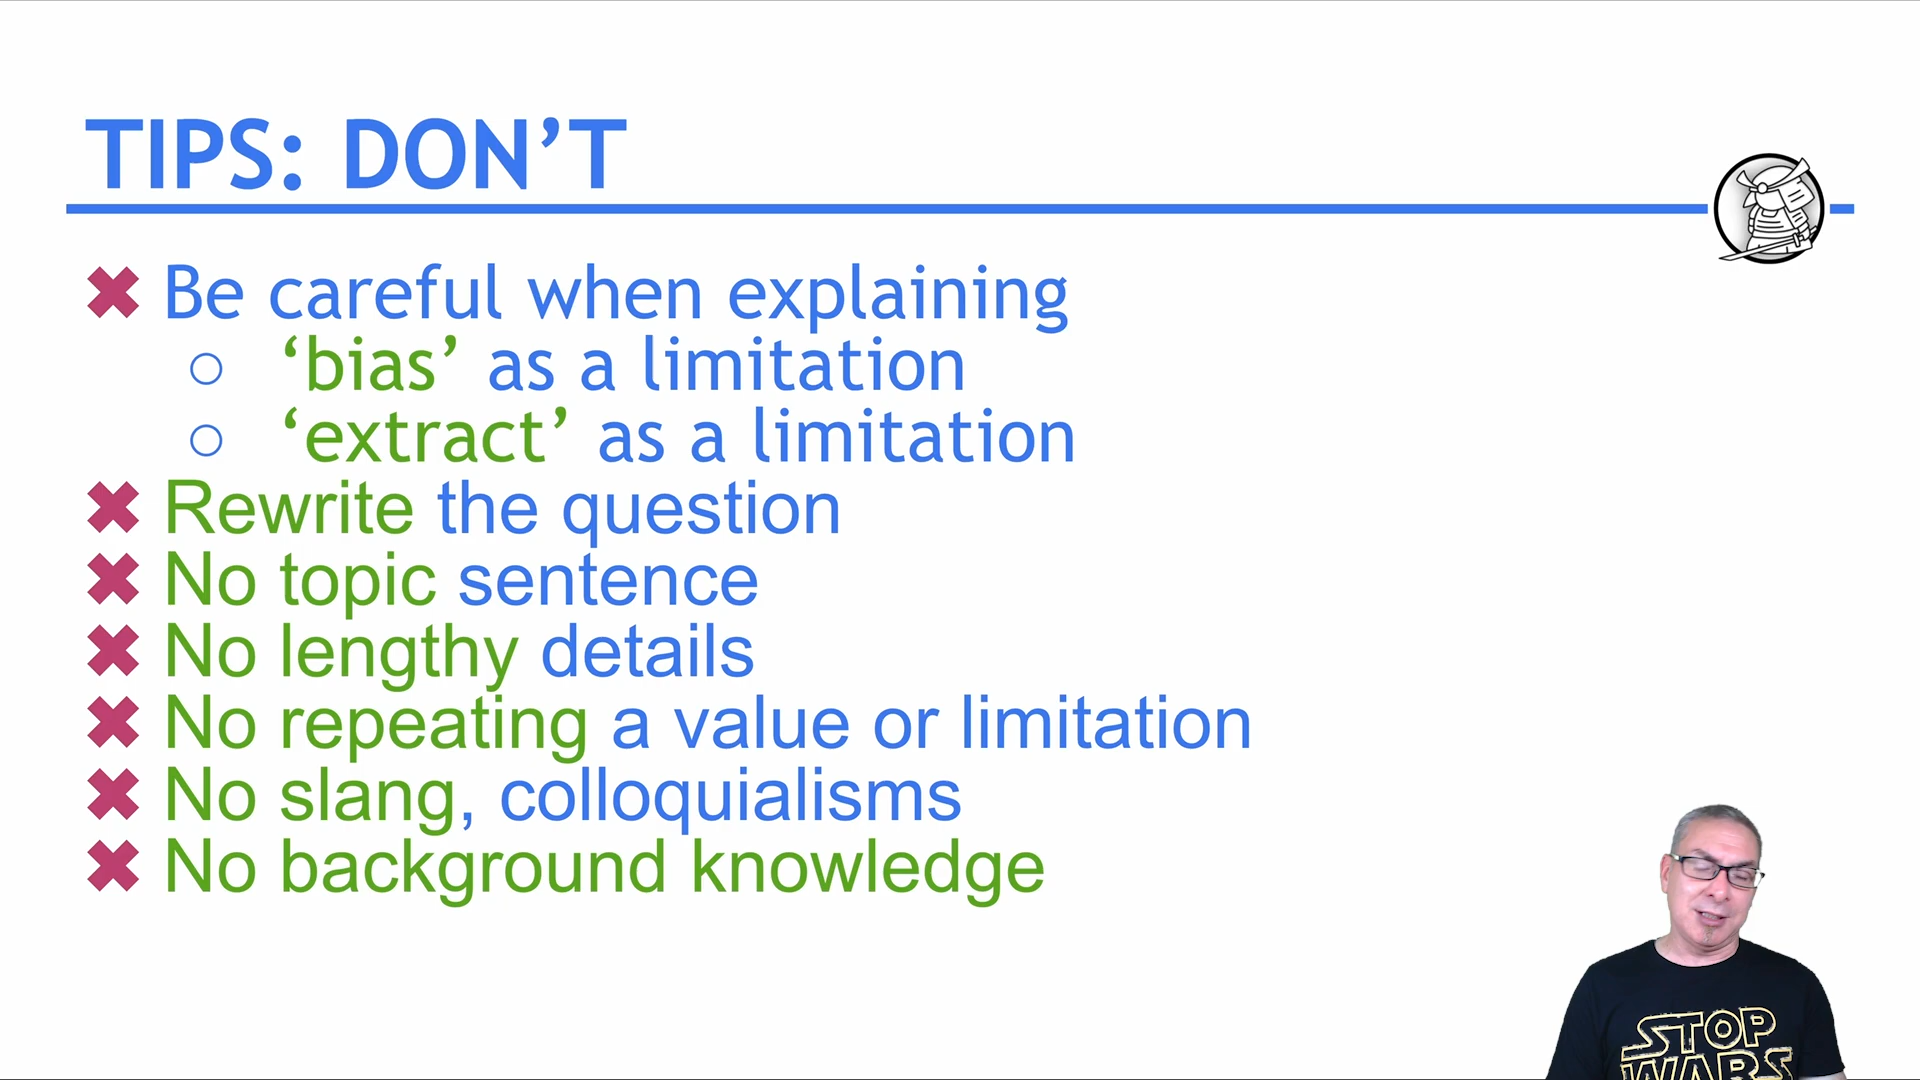 TIPS: DON’T
✖ Be careful when explaining
○ ‘bias’ as a limitation
○ ‘extract’ as a limitation
✖ Rewrite the question
✖ No topic sentence
✖ No lengthy details
✖ No repeating a value or limitation
✖ No slang, colloquialisms
✖ No background knowledge
STOP
WARS